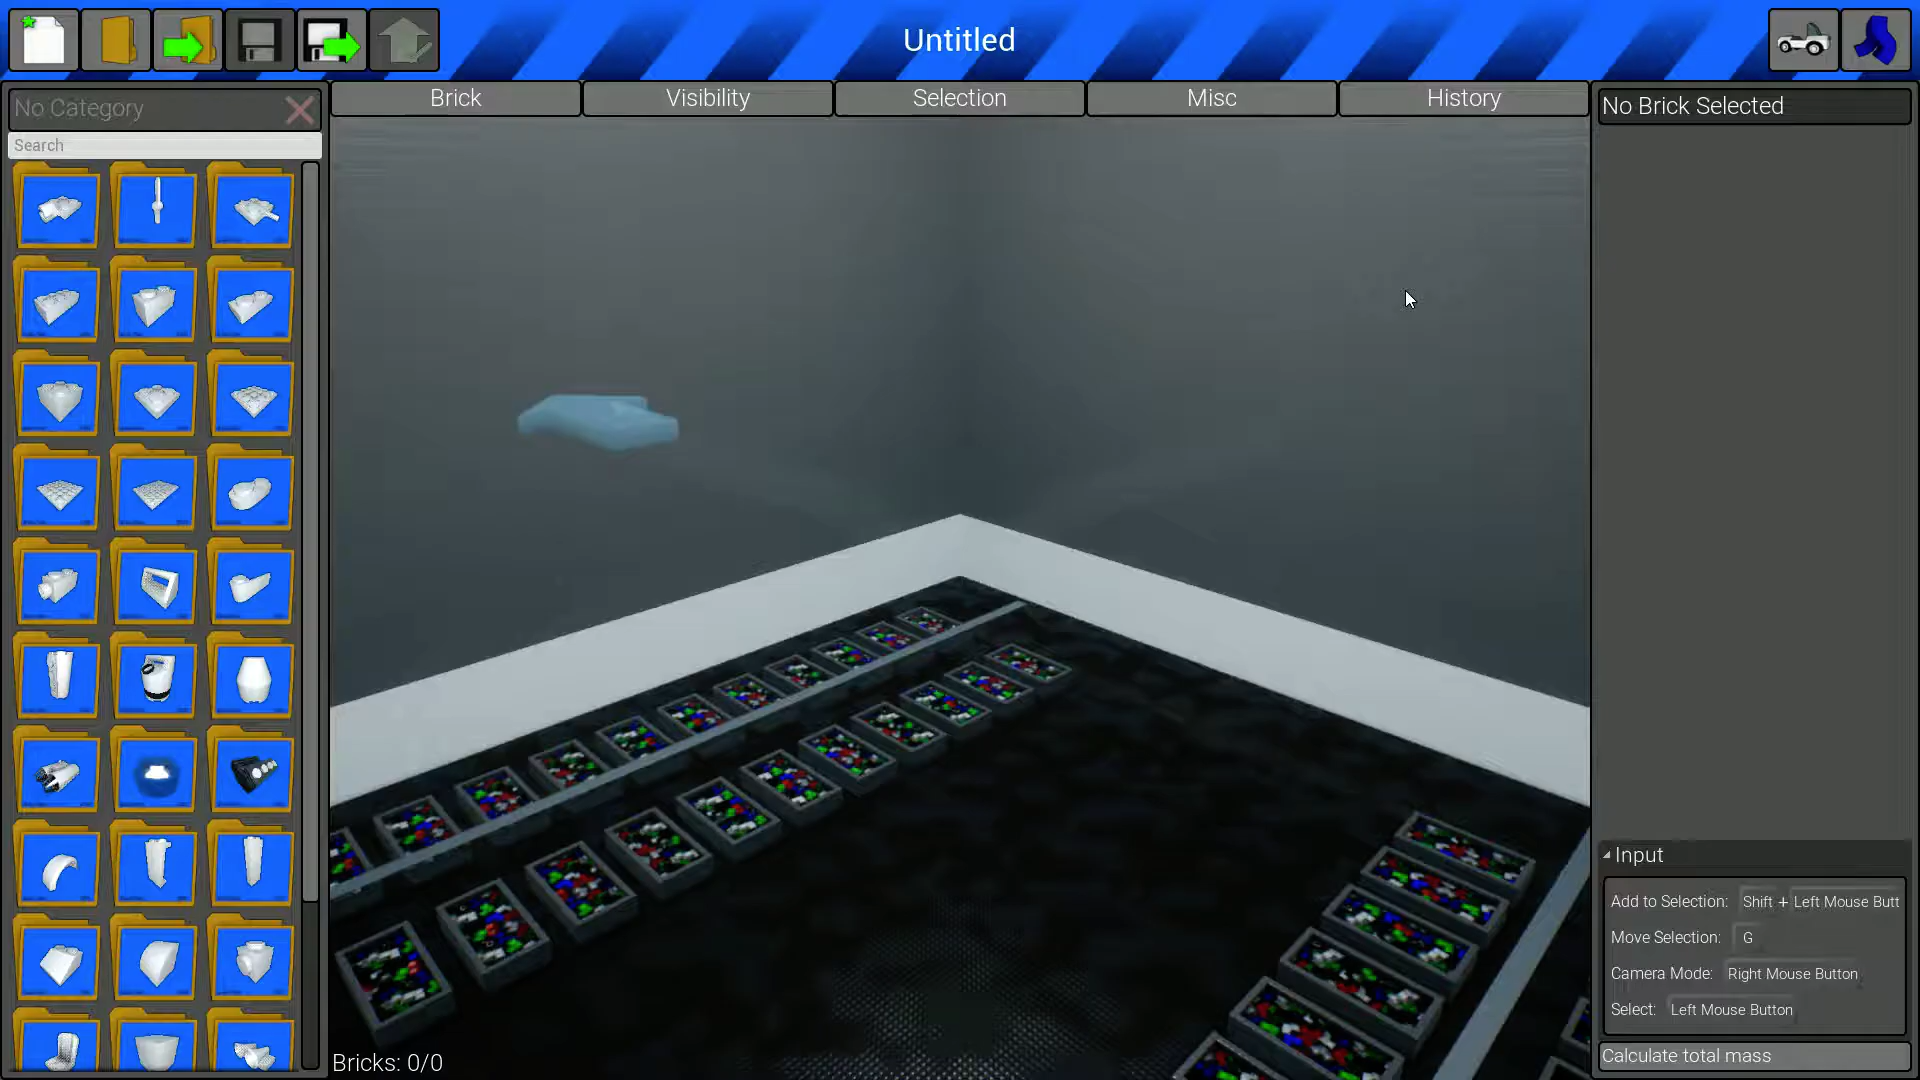 Untitled
No Category
Search
Brick
Visibility
Selection
Misc
History
No Brick Selected
Input
Add to Selection: Shift + Left Mouse Butt
Move Selection: G
Camera Mode: Right Mouse Button
Select: Left Mouse Button
Calculate total mass
Bricks: 0/0